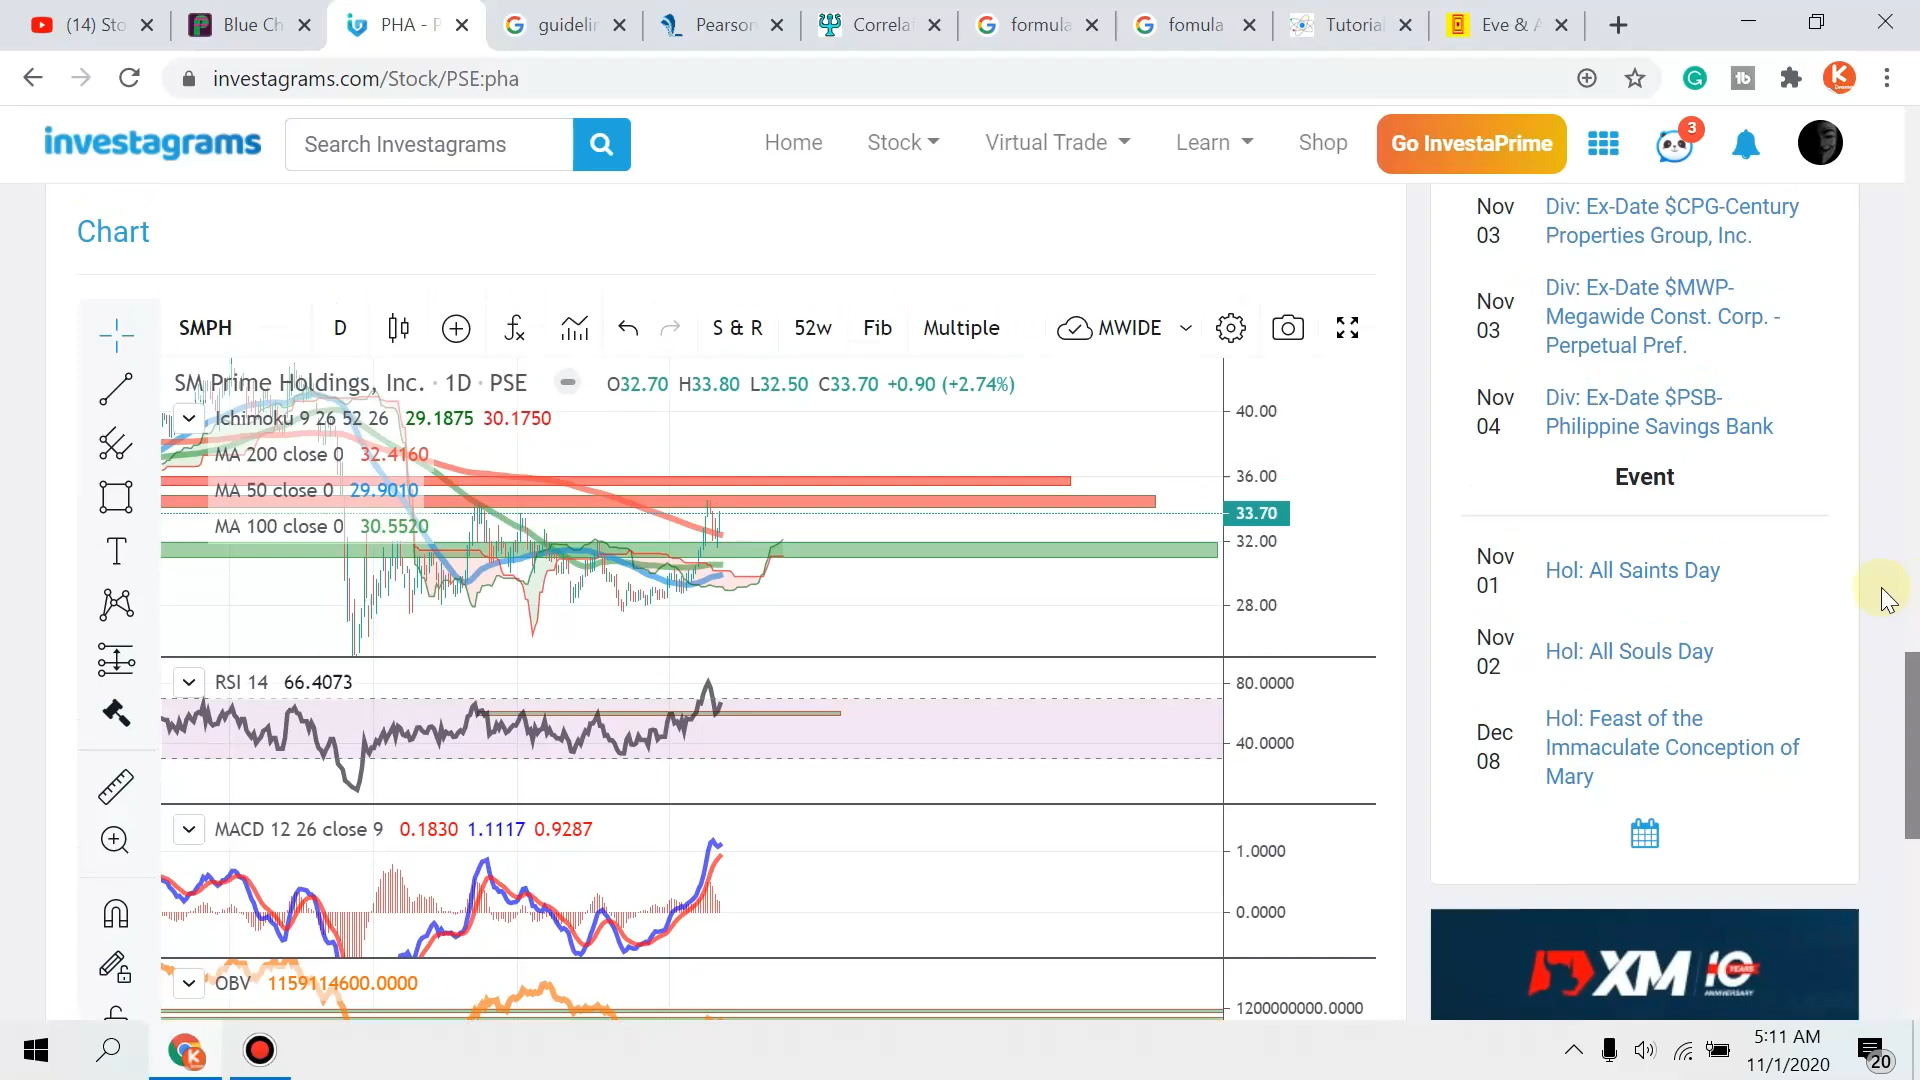 (14) Sto
Blue Ch
PHA - P
guidelin
Pearson
Correlat
formula
fomula
Tutorial
Eve & A
investagrams.com/Stock/PSE:pha
investagrams
Search Investagrams
Home
Stock
Virtual Trade
Learn
Shop
Go InvestaPrime
3
Chart
SMPH
D
S & R
52w
Fib
Multiple
MWIDE
SM Prime Holdings, Inc. · 1D · PSE
O32.70 H33.80 L32.50 C33.70 +0.90 (+2.74%)
Ichimoku 9 26 52 26 29.1875 30.1750
MA 200 close 0 32.4160
MA 50 close 0 29.9010
MA 100 close 0 30.5520
40.00
36.00
33.70
32.00
28.00
RSI 14 66.4073
80.0000
40.0000
MACD 12 26 close 9 0.1830 1.1117 0.9287
1.0000
0.0000
OBV 1159114600.0000
1200000000.0000
Nov
03
Div: Ex-Date $CPG-Century
Properties Group, Inc.
Nov
03
Div: Ex-Date $MWP-
Megawide Const. Corp. -
Perpetual Pref.
Nov
04
Div: Ex-Date $PSB-
Philippine Savings Bank
Event
Nov
01
Hol: All Saints Day
Nov
02
Hol: All Souls Day
Dec
08
Hol: Feast of the
Immaculate Conception of
Mary
XM 10
YEARS
ANNIVERSARY
5:11 AM
11/1/2020
20